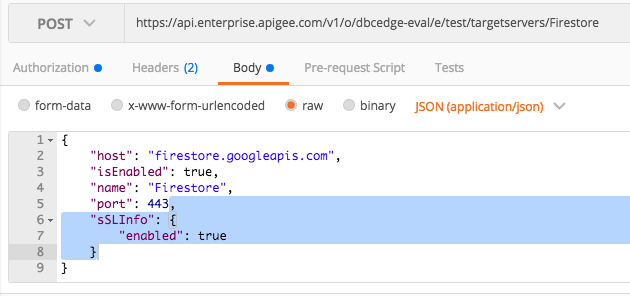 POST https://api.enterprise.apigee.com/v1/o/dbcedge-eval/e/test/targetservers/Firestore
Authorization Headers (2) Body Pre-request Script Tests
form-data x-www-form-urlencoded raw binary JSON (application/json)
1 {
2 "host": "firestore.googleapis.com",
3 "isEnabled": true,
4 "name": "Firestore",
5 "port": 443,
6 "sSLInfo": {
7 "enabled": true
8 }
9 }